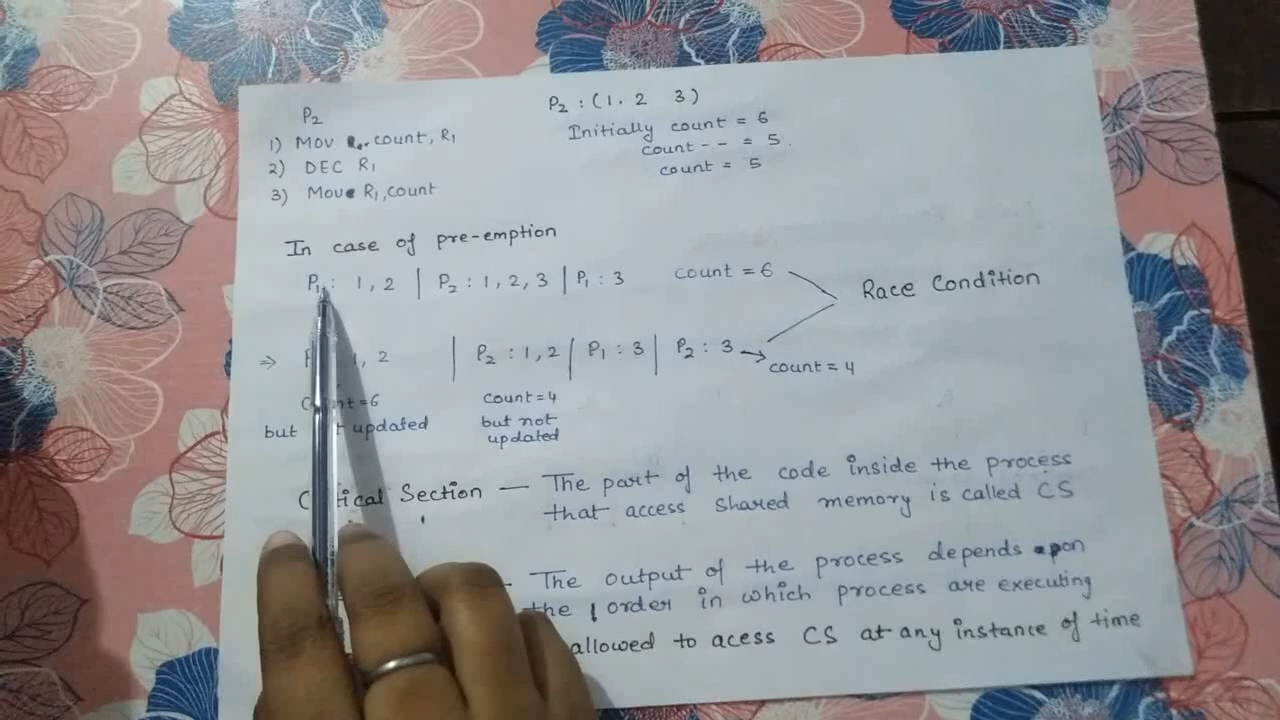 P2
1) Mov count, R1
2) DEC R1
3) Move R1, count
P2 : (1. 2 3)
Initially count = 6
count -- = 5.
count = 5
In case of pre-emption
P1 : 1, 2 | P2 : 1, 2, 3 | P1 : 3 count = 6
Race Condition
⇒ , 2 | P2 : 1, 2 | P1 : 3 | P2 : 3 →
count = 4
=6
but updated
count=4
but not
updated
Section — The part of the code inside the process
that access shared memory is called CS
- The output of the process depends upon
the order in which process are executing
allowed to acess CS at any instance of time